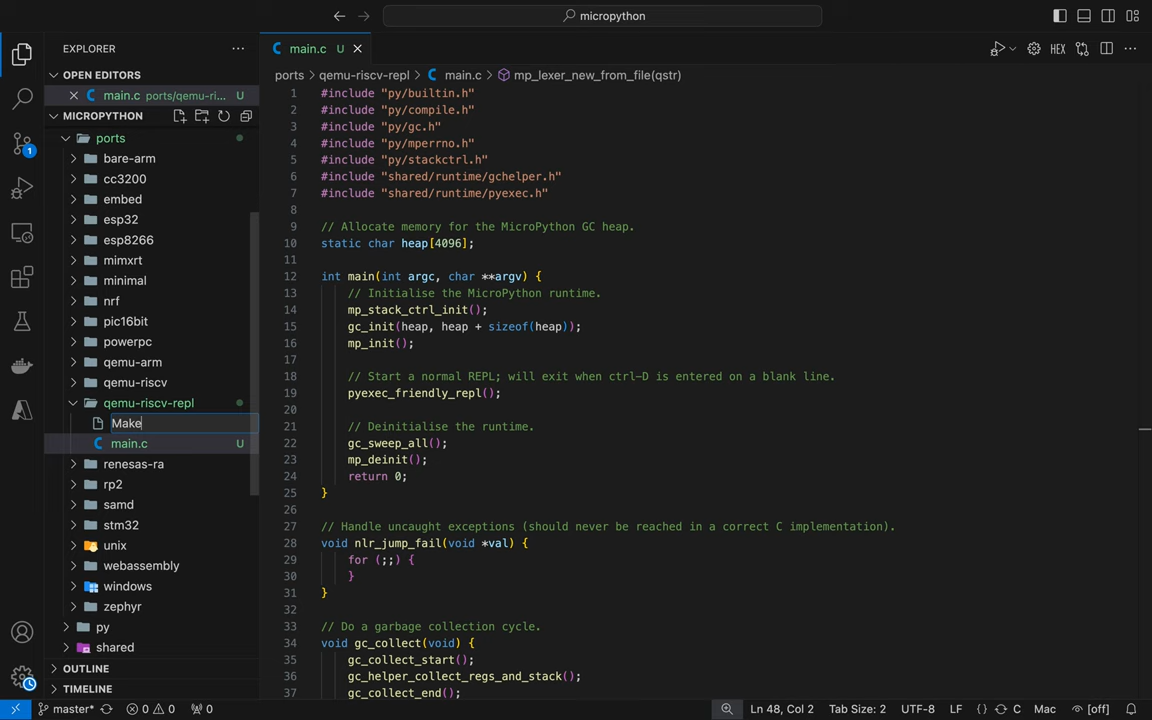 micropython
EXPLORER
OPEN EDITORS
main.c ports/qemu-ri... U
MICROPYTHON
ports
bare-arm
cc3200
embed
esp32
esp8266
mimxrt
minimal
nrf
pic16bit
powerpc
qemu-arm
qemu-riscv
qemu-riscv-repl
Make
main.c U
renesas-ra
rp2
samd
stm32
unix
webassembly
windows
zephyr
py
shared
OUTLINE
TIMELINE
1
C main.c U
HEX
ports > qemu-riscv-repl > C main.c > mp_lexer_new_from_file(qstr)
1 #include "py/builtin.h"
2 #include "py/compile.h"
3 #include "py/gc.h"
4 #include "py/mperrno.h"
5 #include "py/stackctrl.h"
6 #include "shared/runtime/gchelper.h"
7 #include "shared/runtime/pyexec.h"
8
9 // Allocate memory for the MicroPython GC heap.
10 static char heap[4096];
11
12 int main(int argc, char **argv) {
13 // Initialise the MicroPython runtime.
14 mp_stack_ctrl_init();
15 gc_init(heap, heap + sizeof(heap));
16 mp_init();
17
18 // Start a normal REPL; will exit when ctrl-D is entered on a blank line.
19 pyexec_friendly_repl();
20
21 // Deinitialise the runtime.
22 gc_sweep_all();
23 mp_deinit();
24 return 0;
25 }
26
27 // Handle uncaught exceptions (should never be reached in a correct C implementation).
28 void nlr_jump_fail(void *val) {
29 for (;;) {
30 }
31 }
32
33 // Do a garbage collection cycle.
34 void gc_collect(void) {
35 gc_collect_start();
36 gc_helper_collect_regs_and_stack();
37 gc_collect_end();
master* 0 0 0 Ln 48, Col 2 Tab Size: 2 UTF-8 LF {} C Mac [off]